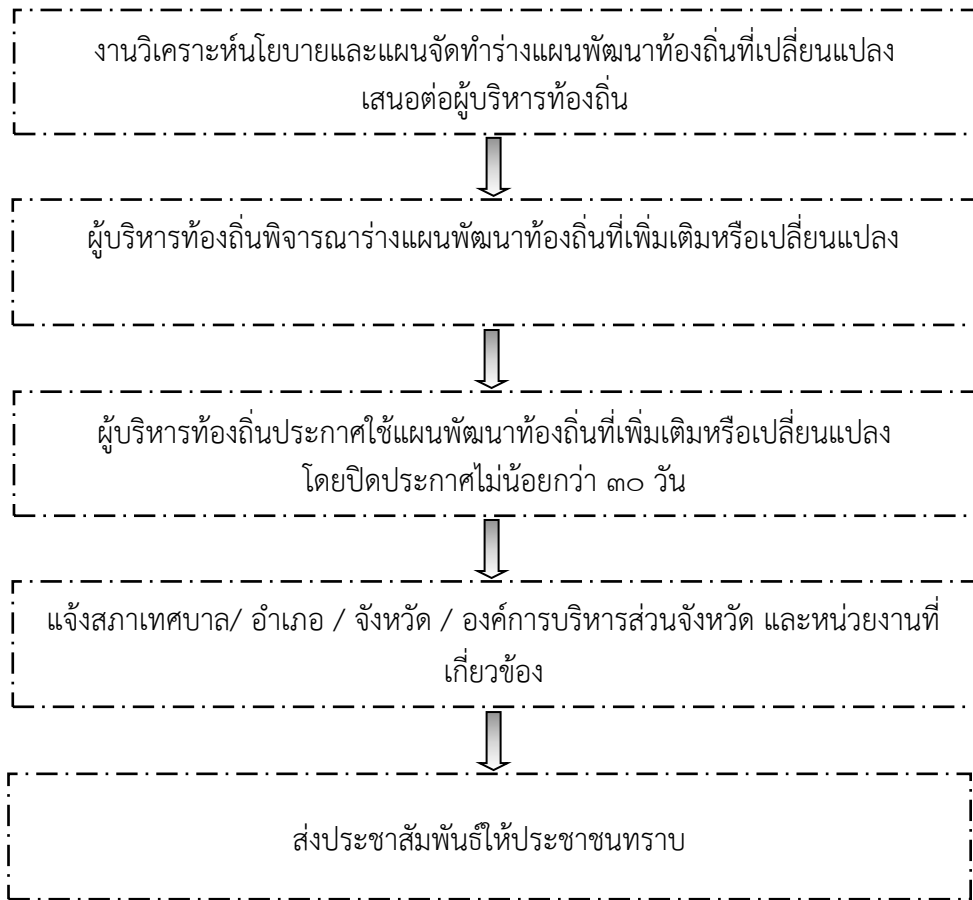 งานวิเคราะห์นโยบายและแผนจัดทำร่างแผนพัฒนาท้องถิ่นที่เปลี่ยนแปลง
เสนอต่อผู้บริหารท้องถิ่น
ผู้บริหารท้องถิ่นพิจารณาร่างแผนพัฒนาท้องถิ่นที่เพิ่มเติมหรือเปลี่ยนแปลง
ผู้บริหารท้องถิ่นประกาศใช้แผนพัฒนาท้องถิ่นที่เพิ่มเติมหรือเปลี่ยนแปลง
โดยปิดประกาศไม่น้อยกว่า ๓๐ วัน
แจ้งสภาเทศบาล/ อำเภอ / จังหวัด / องค์การบริหารส่วนจังหวัด และหน่วยงานที่
เกี่ยวข้อง
ส่งประชาสัมพันธ์ให้ประชาชนทราบ